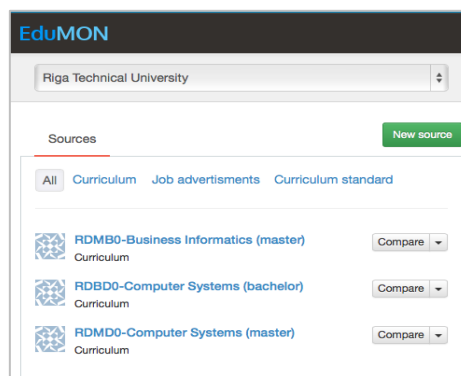 EduMON
Riga Technical University
Sources
New source
All Curriculum Job advertisments Curriculum standard
RDMB0-Business Informatics (master)
Compare
Curriculum
RDBD0-Computer Systems (bachelor)
Compare
Curriculum
RDMD0-Computer Systems (master)
Compare
Curriculum